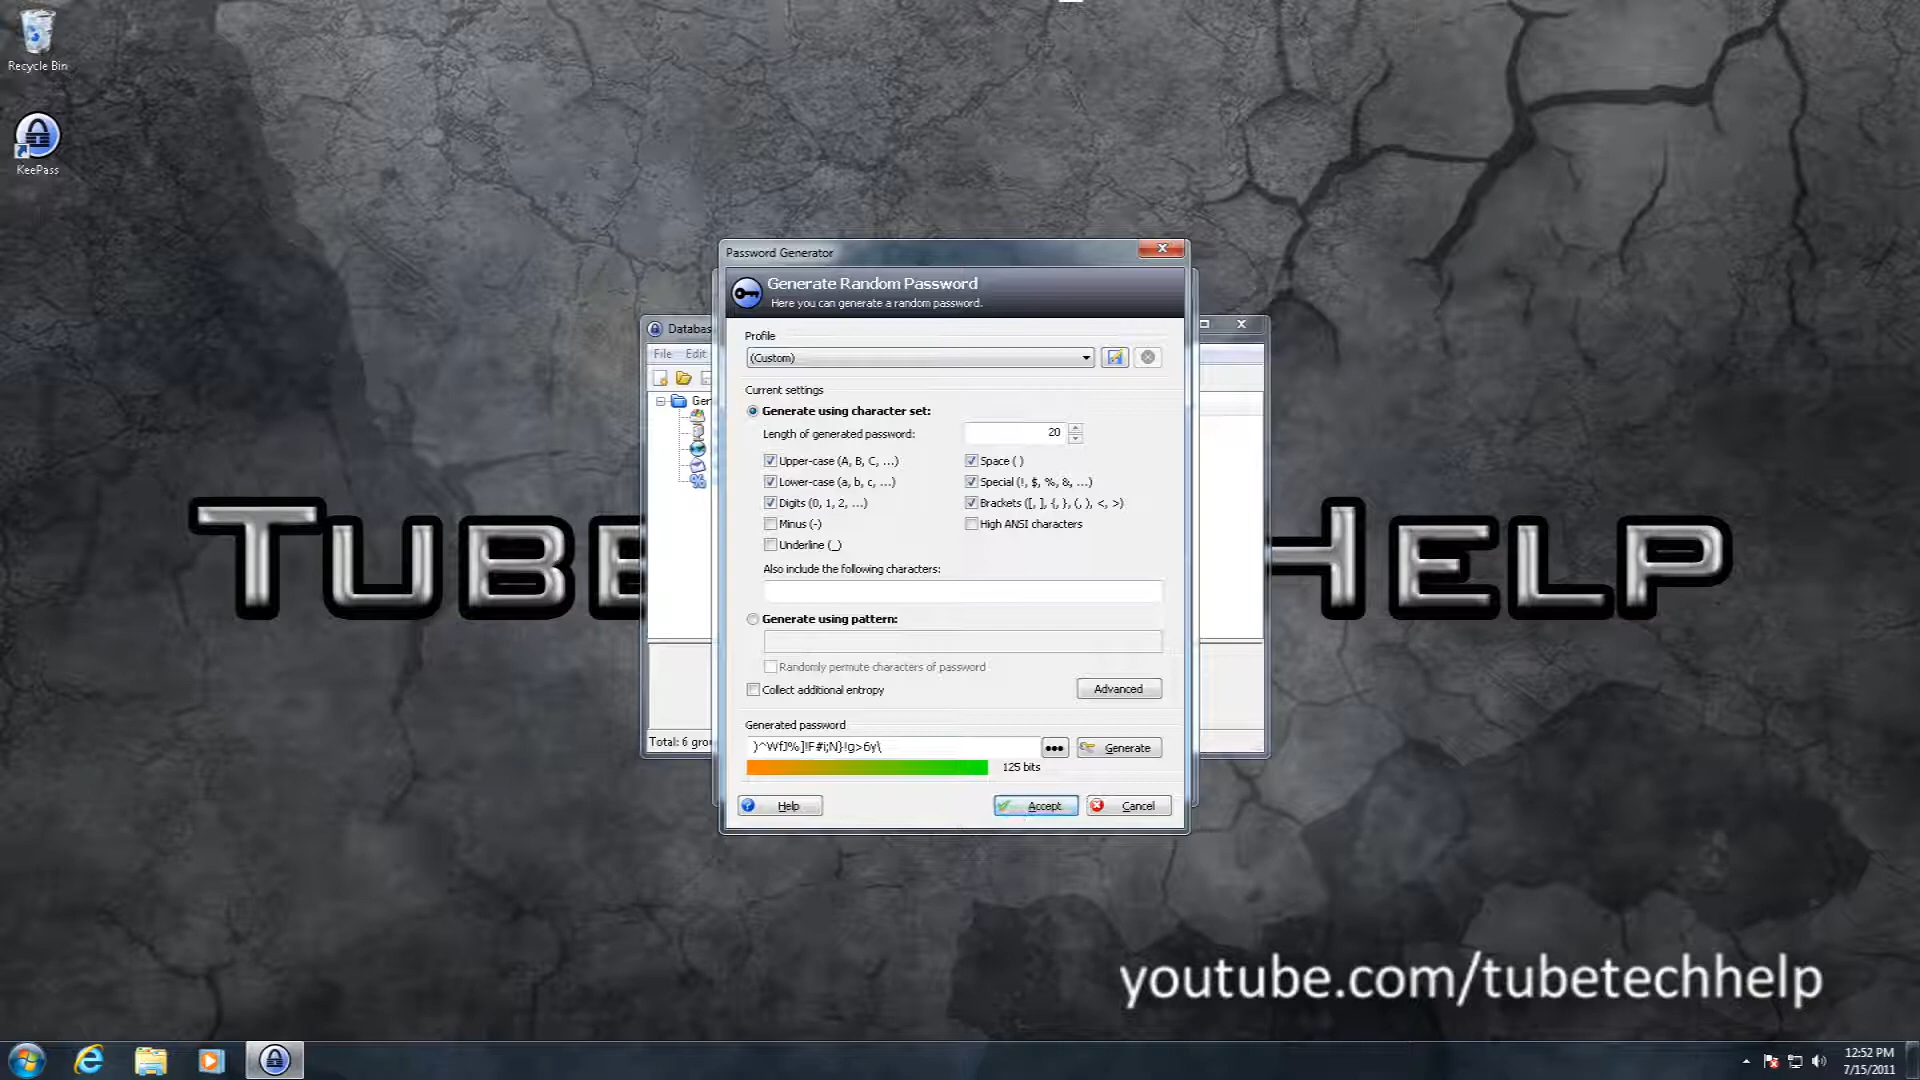 Recycle Bin
KeePass
Password Generator
Generate Random Password
Here you can generate a random password.
Databas
File Edit
Profile
(Custom)
Current settings
Generate using character set:
Length of generated password: 20
Upper-case (A, B, C, ...)
Space ( )
Lower-case (a, b, c, ...)
Special (!, $, %, &, ...)
Digits (0, 1, 2, ...)
Brackets ([, ], {, }, (, ), <, >)
Minus (-)
High ANSI characters
Underline (_)
Also include the following characters:
Generate using pattern:
Randomly permute characters of password
Collect additional entropy
Advanced
Generated password
Generate
125 bits
Help
Accept
Cancel
Total: 6 grou
Tube
Help
youtube.com/tubetechhelp
12:52 PM
7/15/2011